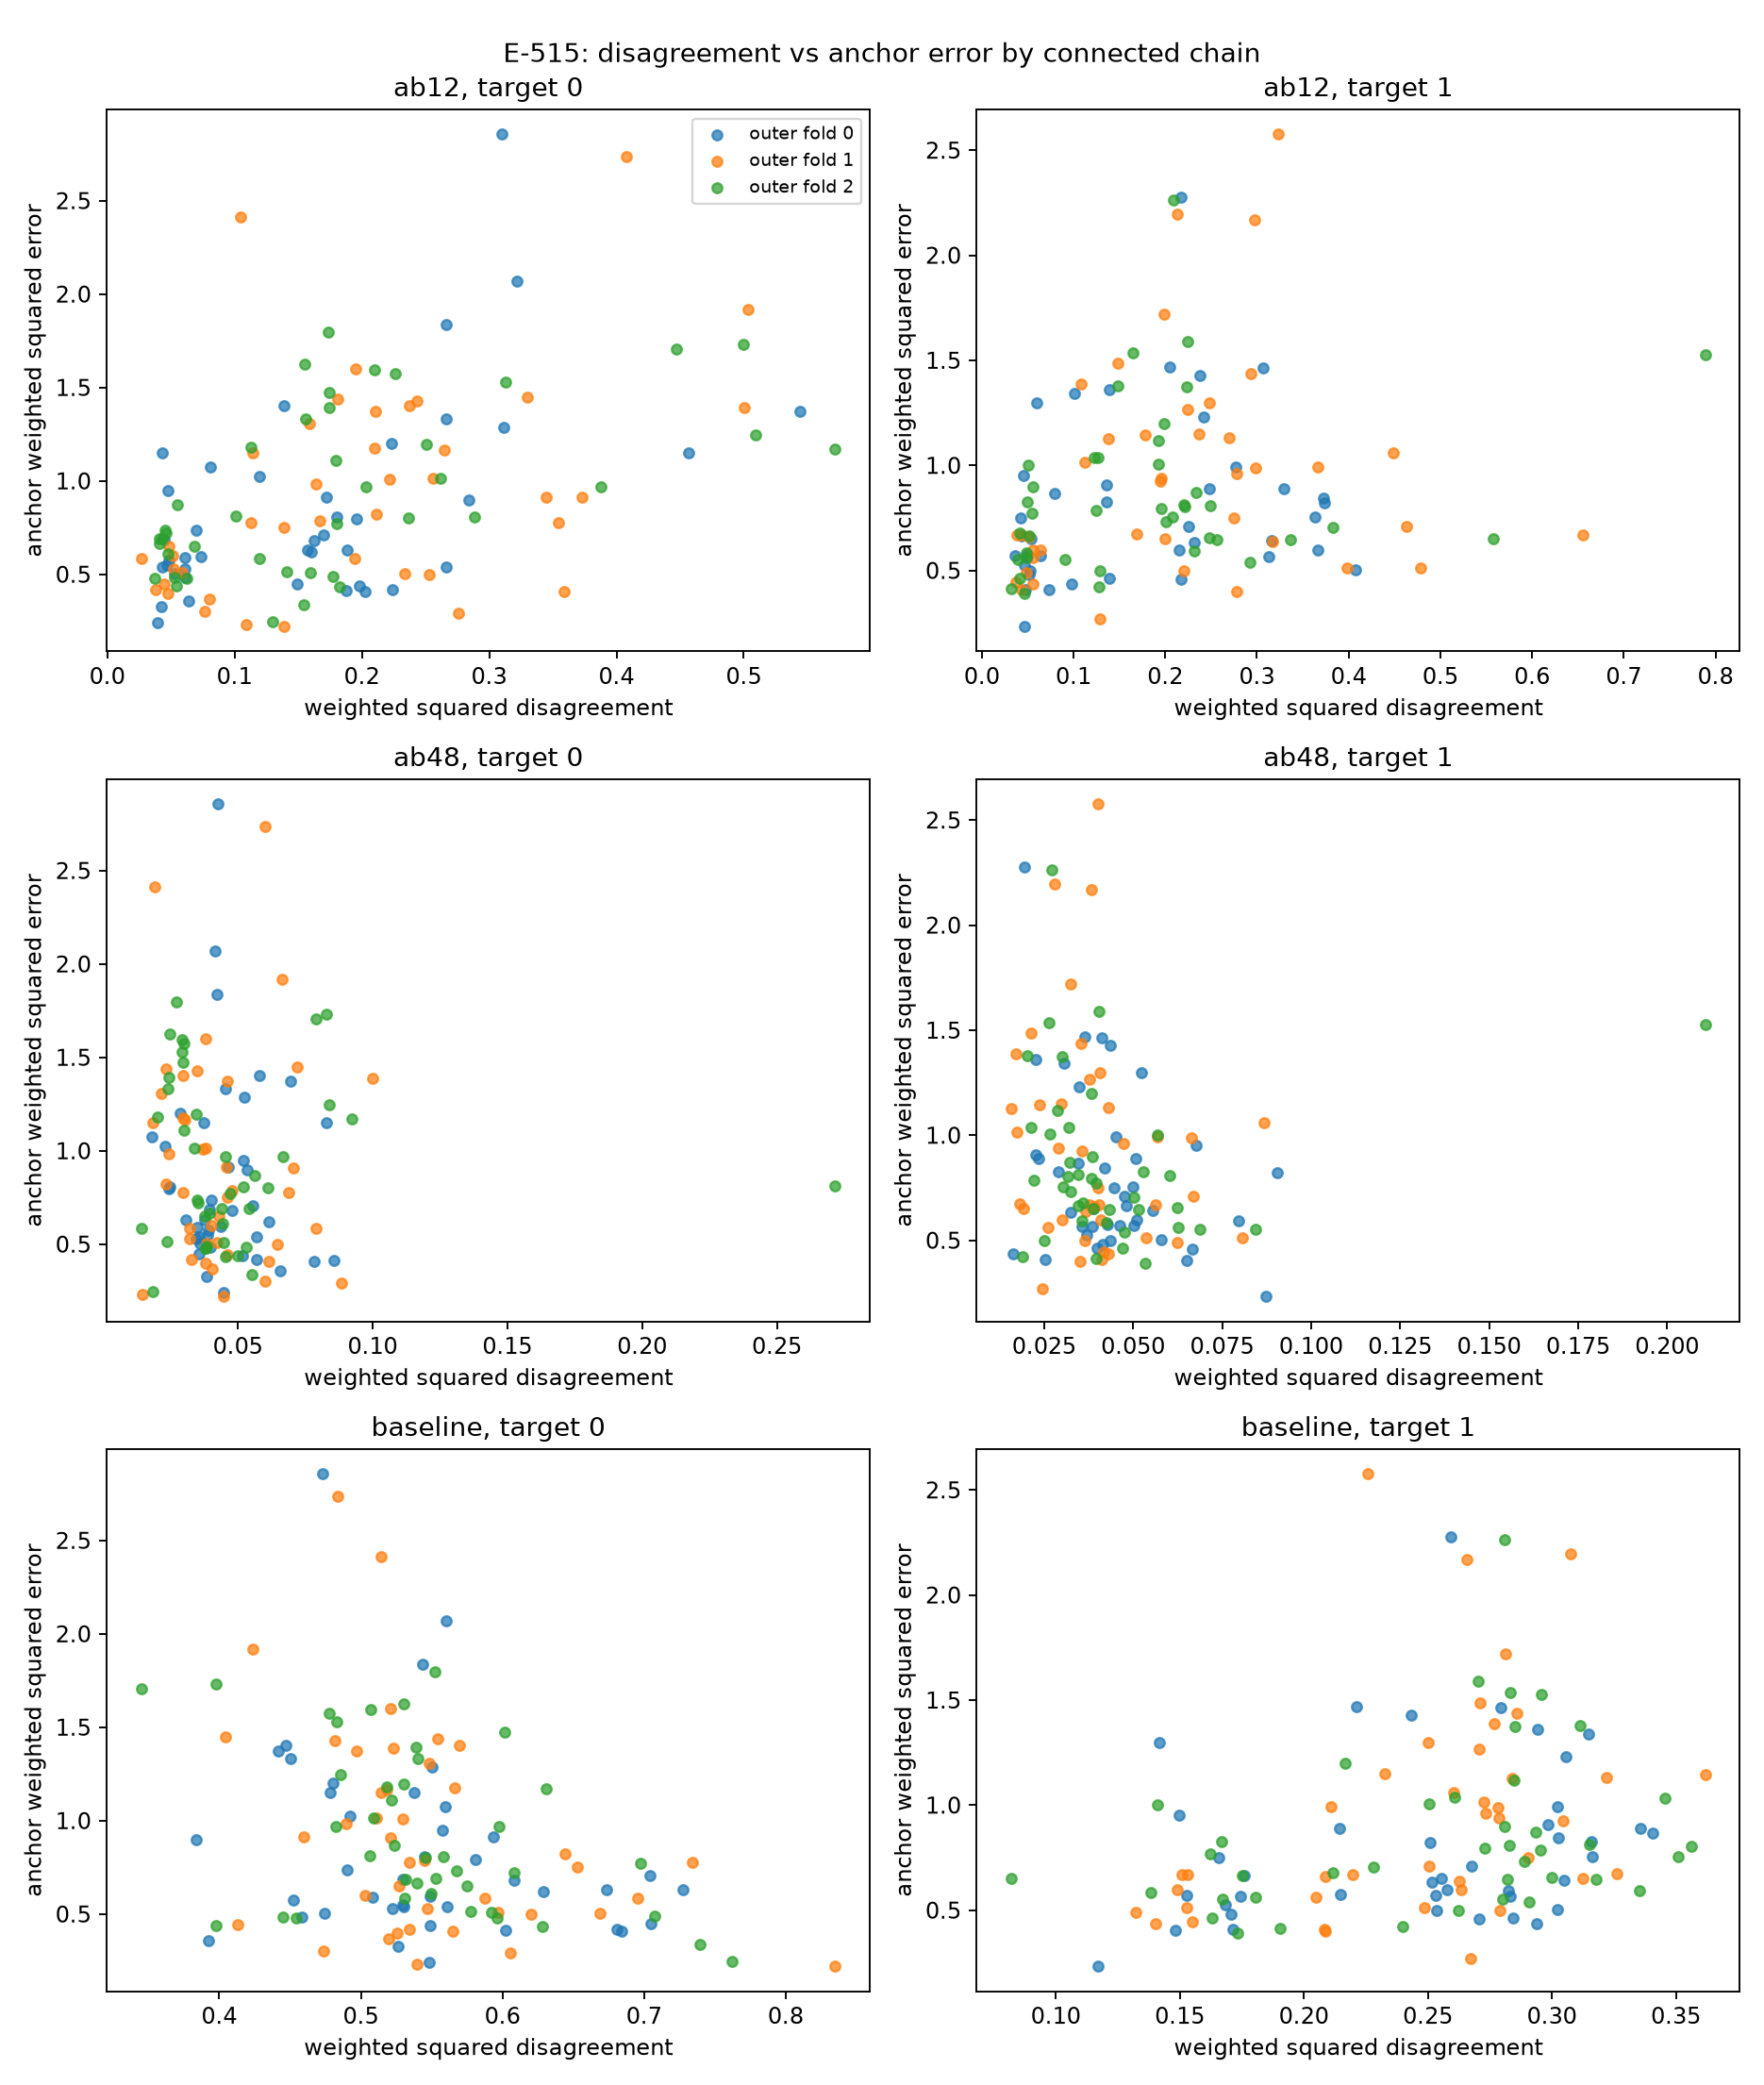 E-515: disagreement vs anchor error by connected chain
ab12, target 0
anchor weighted squared error
2.5
2.0
1.5
1.0
0.5
outer fold 0
outer fold 1
outer fold 2
0.0 0.1 0.2 0.3 0.4 0.5
weighted squared disagreement
ab12, target 1
anchor weighted squared error
2.5
2.0
1.5
1.0
0.5
0.0 0.1 0.2 0.3 0.4 0.5 0.6 0.7 0.8
weighted squared disagreement
ab48, target 0
anchor weighted squared error
2.5
2.0
1.5
1.0
0.5
0.05 0.10 0.15 0.20 0.25
weighted squared disagreement
ab48, target 1
anchor weighted squared error
2.5
2.0
1.5
1.0
0.5
0.025 0.050 0.075 0.100 0.125 0.150 0.175 0.200
weighted squared disagreement
baseline, target 0
anchor weighted squared error
2.5
2.0
1.5
1.0
0.5
0.4 0.5 0.6 0.7 0.8
weighted squared disagreement
baseline, target 1
anchor weighted squared error
2.5
2.0
1.5
1.0
0.5
0.10 0.15 0.20 0.25 0.30 0.35
weighted squared disagreement